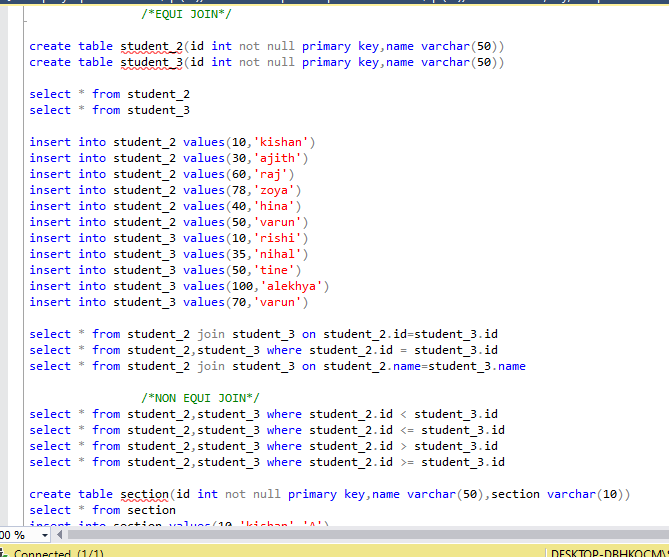 /*EQUI JOIN*/
create table student_2(id int not null primary key,name varchar(50))
create table student_3(id int not null primary key,name varchar(50))
select * from student_2
select * from student_3
insert into student_2 values(10,'kishan')
insert into student_2 values(30,'ajith')
insert into student_2 values(60,'raj')
insert into student_2 values(78,'zoya')
insert into student_2 values(40,'hina')
insert into student_2 values(50,'varun')
insert into student_3 values(10,'rishi')
insert into student_3 values(35,'nihal')
insert into student_3 values(50,'tine')
insert into student_3 values(100,'alekhya')
insert into student_3 values(70,'varun')
select * from student_2 join student_3 on student_2.id=student_3.id
select * from student_2,student_3 where student_2.id = student_3.id
select * from student_2 join student_3 on student_2.name=student_3.name
/*NON EQUI JOIN*/
select * from student_2,student_3 where student_2.id < student_3.id
select * from student_2,student_3 where student_2.id <= student_3.id
select * from student_2,student_3 where student_2.id > student_3.id
select * from student_2,student_3 where student_2.id >= student_3.id
create table section(id int not null primary key,name varchar(50),section varchar(10))
select * from section
insert into section values(10,'kishan','A')
00 %
Connected. (1/1)